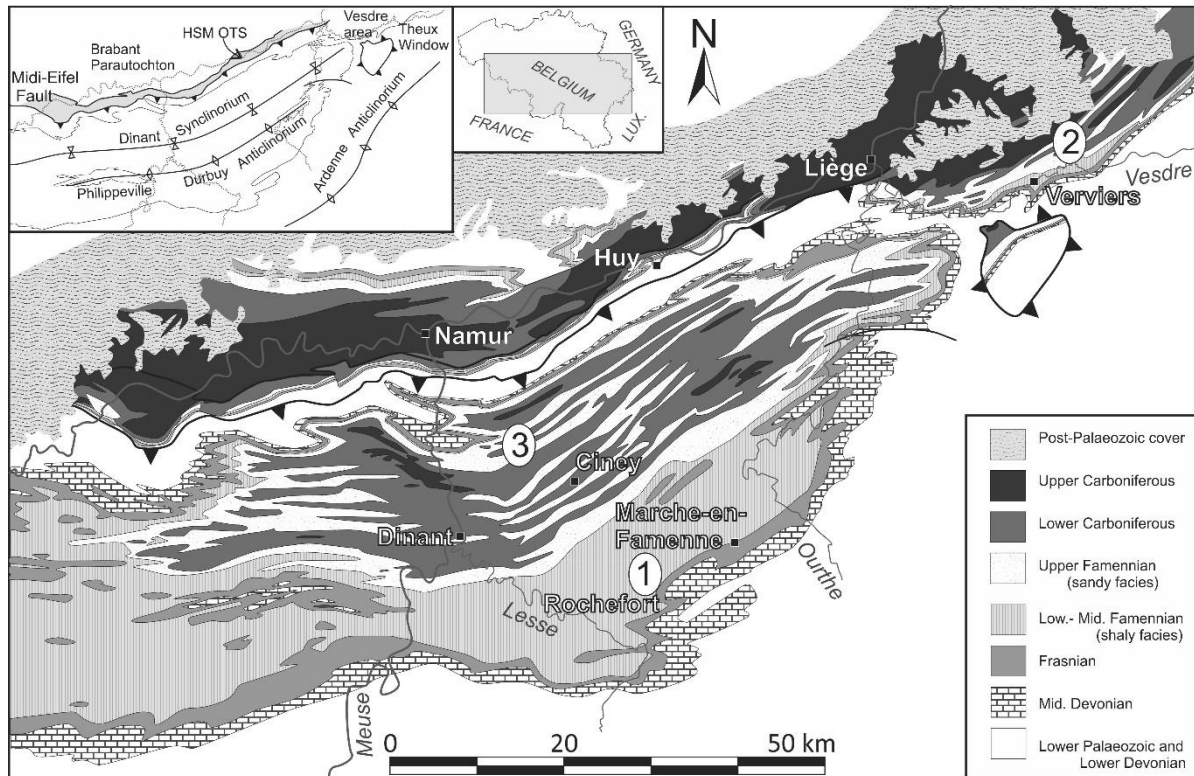 HSM OTS
Vesdre
area
Theux
Window
Brabant
Parautochton
Midi-Eifel
Fault
Dinant
Synclinorium
Philippeville
Durbuy
Anticlinorium
Ardenne
Anticlinorium
BELGIUM
GERMANY
FRANCE
LUX.
N
Liège
2
Vesdre
Verviers
Huy
Namur
3
Ciney
Dinant
Marche-en-
Famenne
1
Rochefort
Lesse
Ourthe
Meuse
0
20
50 km
Post-Palaeozoic cover
Upper Carboniferous
Lower Carboniferous
Upper Famennian
(sandy facies)
Low.- Mid. Famennian
(shaly facies)
Frasnian
Mid. Devonian
Lower Palaeozoic and
Lower Devonian